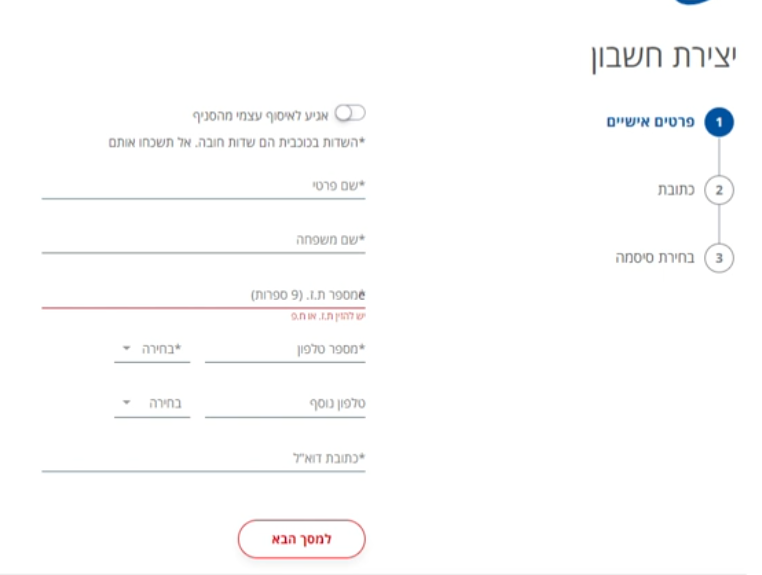 יצירת חשבון
1 פרטים אישיים
2 כתובת
3 בחירת סיסמה
אגיע לאיסוף עצמי מהסניף
*השדות בכוכבית הם שדות חובה. אל תשכחו אותם
*שם פרטי
*שם משפחה
*מספר ת.ז. (9 ספרות)
יש להזין ת.ז. או ח.פ
*מספר טלפון
*בחירה
טלפון נוסף
בחירה
*כתובת דוא"ל
למסך הבא